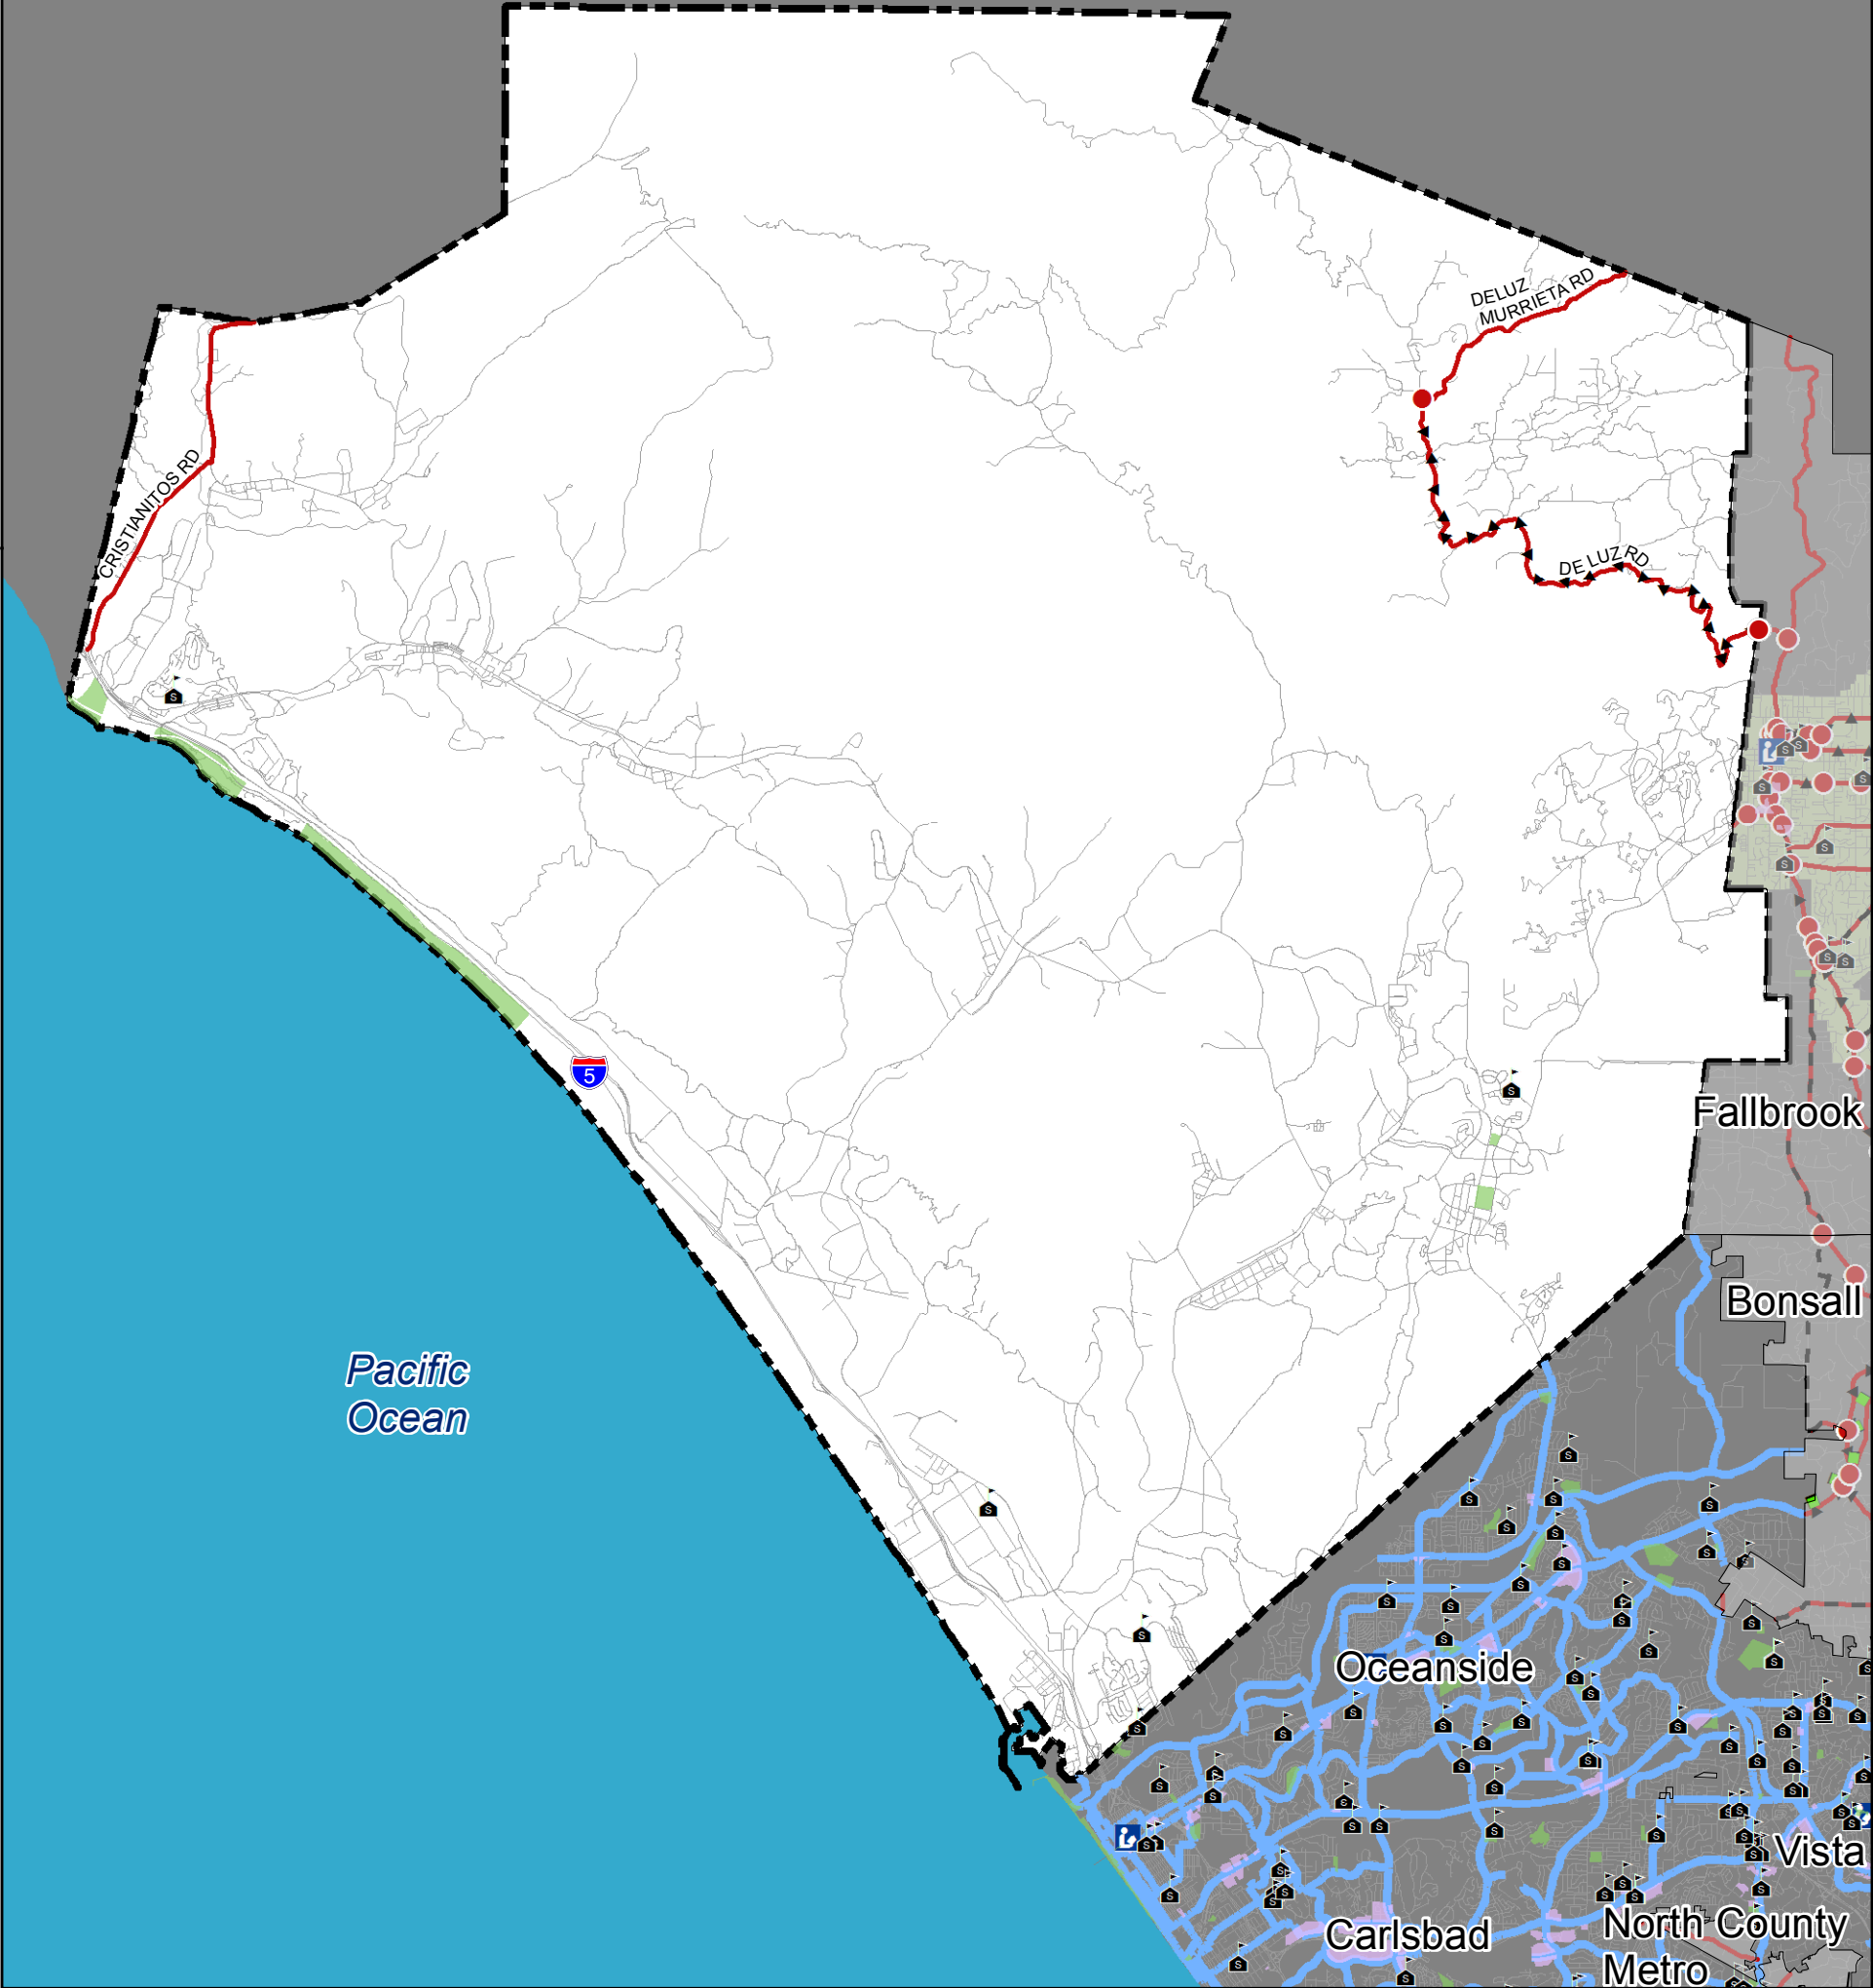 DELUZ
MURRIETA RD
CRISTIANITOS RD
DE LUZ RD
5
Fallbrook
Bonsall
Pacific
Ocean
Oceanside
Vista
Carlsbad
North County
Metro